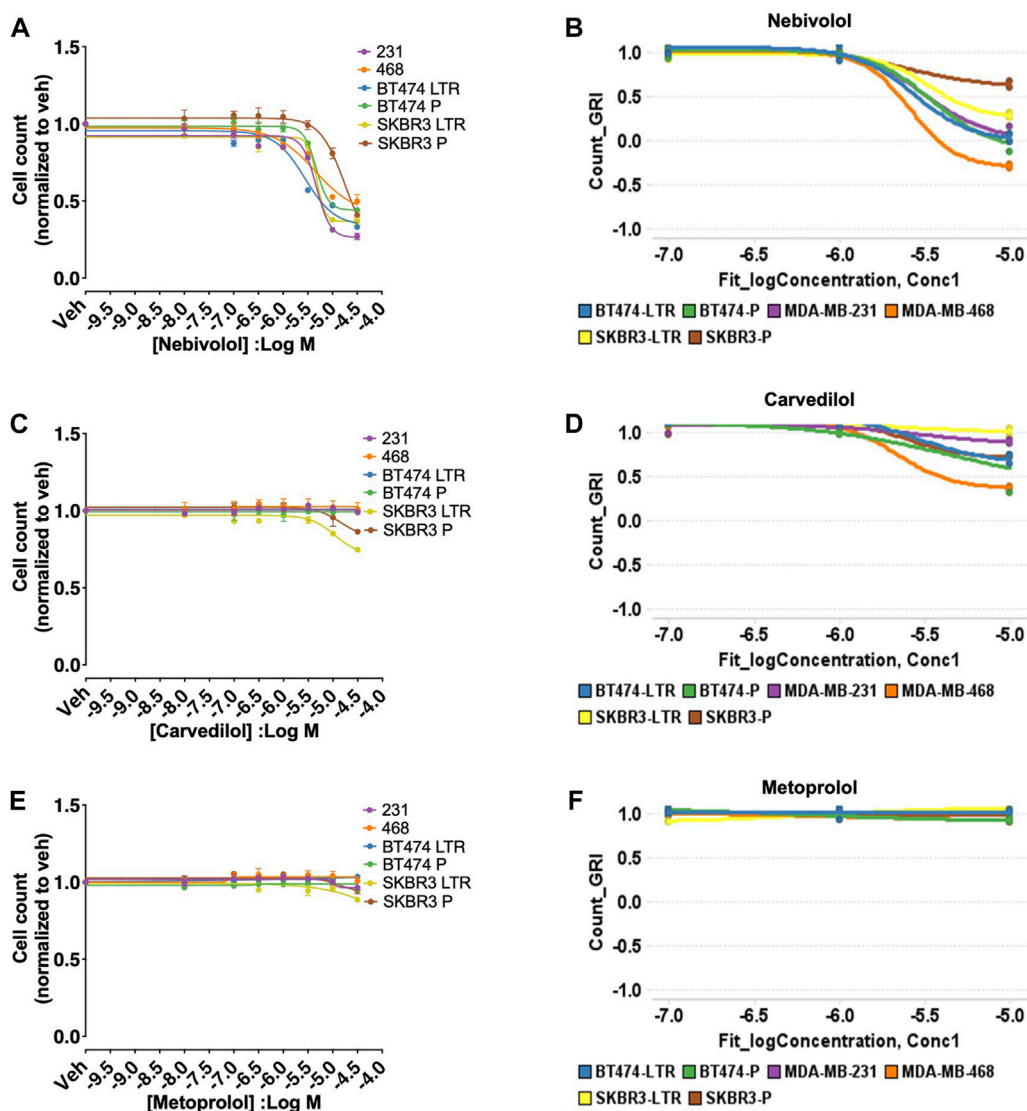 A
1.5
1.0
0.5
0.0
Cell count
(normalized to veh)
231
468
BT474 LTR
BT474 P
SKBR3 LTR
SKBR3 P
Veh -9.5 -9.0 -8.5 -8.0 -7.5 -7.0 -6.5 -6.0 -5.5 -5.0 -4.5 -4.0
[Nebivolol] :Log M
B
Nebivolol
1.0
0.5
0.0
-0.5
-1.0
Count_GRI
-7.0 -6.5 -6.0 -5.5 -5.0
Fit_logConcentration, Conc1
BT474-LTR BT474-P MDA-MB-231 MDA-MB-468
SKBR3-LTR SKBR3-P
C
1.5
1.0
0.5
0.0
Cell count
(normalized to veh)
231
468
BT474 LTR
BT474 P
SKBR3 LTR
SKBR3 P
Veh -9.5 -9.0 -8.5 -8.0 -7.5 -7.0 -6.5 -6.0 -5.5 -5.0 -4.5 -4.0
[Carvedilol] :Log M
D
Carvedilol
1.0
0.5
0.0
-0.5
-1.0
Count_GRI
-7.0 -6.5 -6.0 -5.5 -5.0
Fit_logConcentration, Conc1
BT474-LTR BT474-P MDA-MB-231 MDA-MB-468
SKBR3-LTR SKBR3-P
E
1.5
1.0
0.5
0.0
Cell count
(normalized to veh)
231
468
BT474 LTR
BT474 P
SKBR3 LTR
SKBR3 P
Veh -9.5 -9.0 -8.5 -8.0 -7.5 -7.0 -6.5 -6.0 -5.5 -5.0 -4.5 -4.0
[Metoprolol] :Log M
F
Metoprolol
1.0
0.5
0.0
-0.5
-1.0
Count_GRI
-7.0 -6.5 -6.0 -5.5 -5.0
Fit_logConcentration, Conc1
BT474-LTR BT474-P MDA-MB-231 MDA-MB-468
SKBR3-LTR SKBR3-P